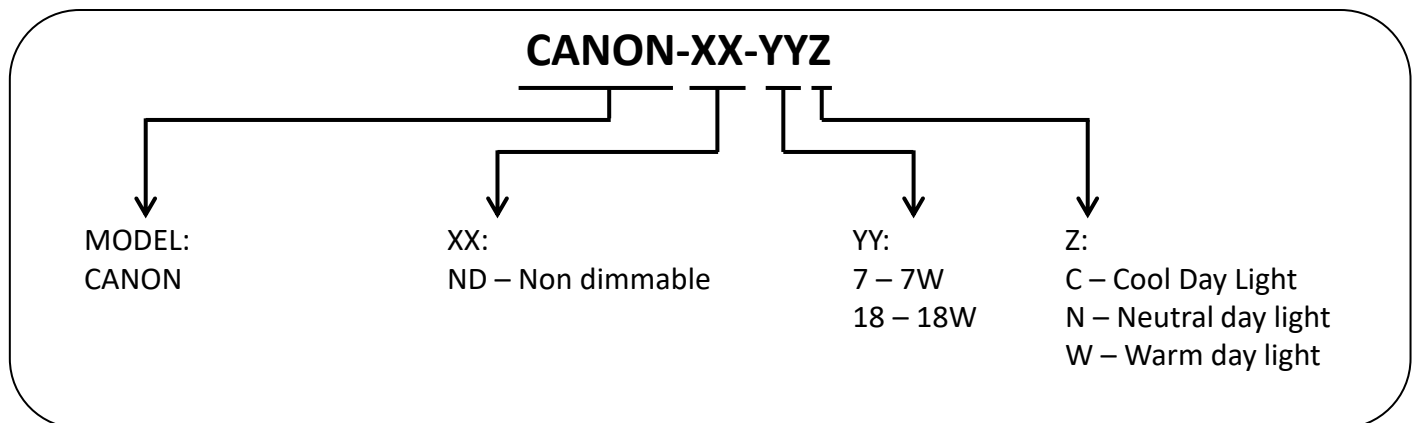 CANON-XX-YYZ
MODEL:
CANON
XX:
ND – Non dimmable
YY:
7 – 7W
18 – 18W
Z:
C – Cool Day Light
N – Neutral day light
W – Warm day light